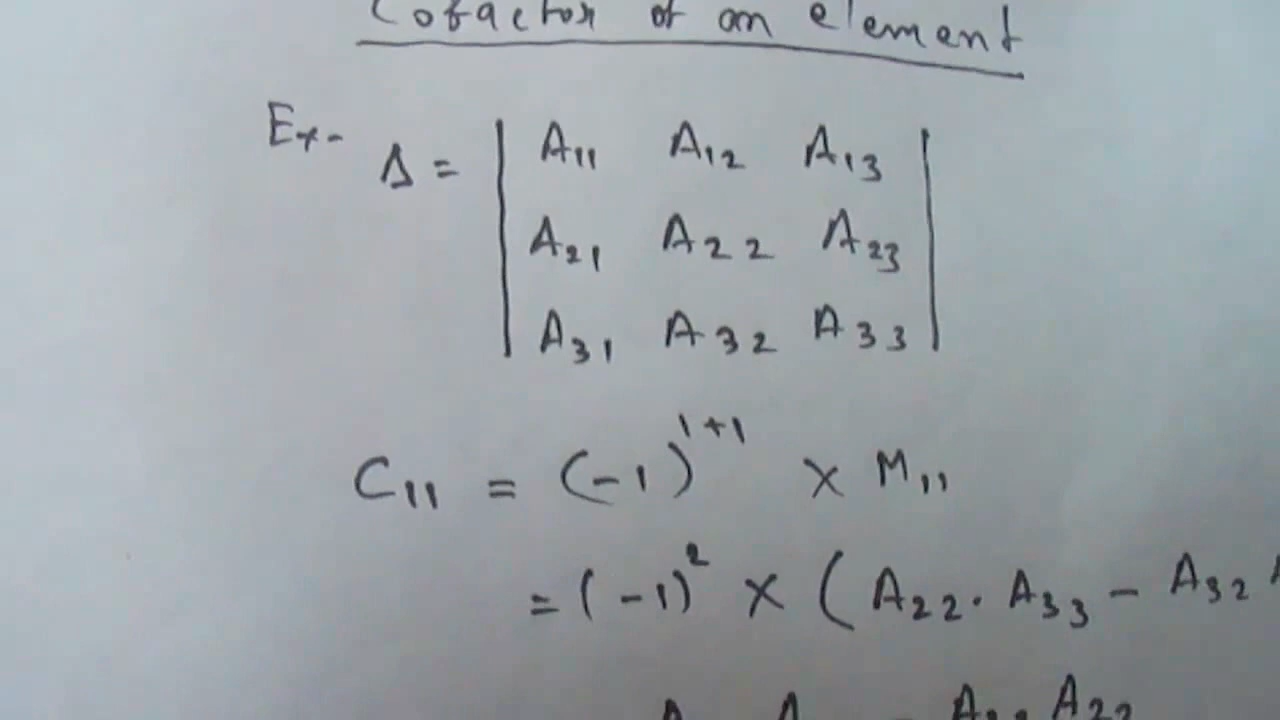 Cofactor of an element
Ex- Δ = | A₁₁ A₁₂ A₁₃ |
| A₂₁ A₂₂ A₂₃ |
| A₃₁ A₃₂ A₃₃ |
C₁₁ = (-1)¹⁺¹ × M₁₁
= (-1)² × (A₂₂ · A₃₃ - A₃₂